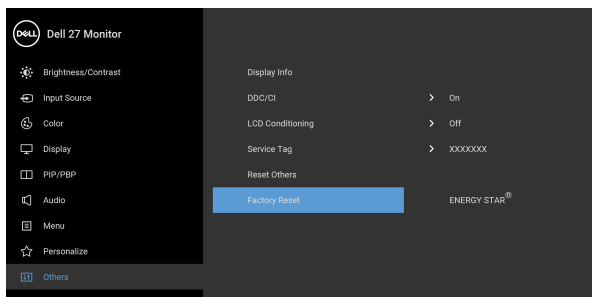 DELL Dell 27 Monitor
Brightness/Contrast
Display Info
Input Source
DDC/CI > On
Color
LCD Conditioning > Off
Display
Service Tag > XXXXXXX
PIP/PBP
Reset Others
Audio
Factory Reset ENERGY STAR®
Menu
Personalize
Others